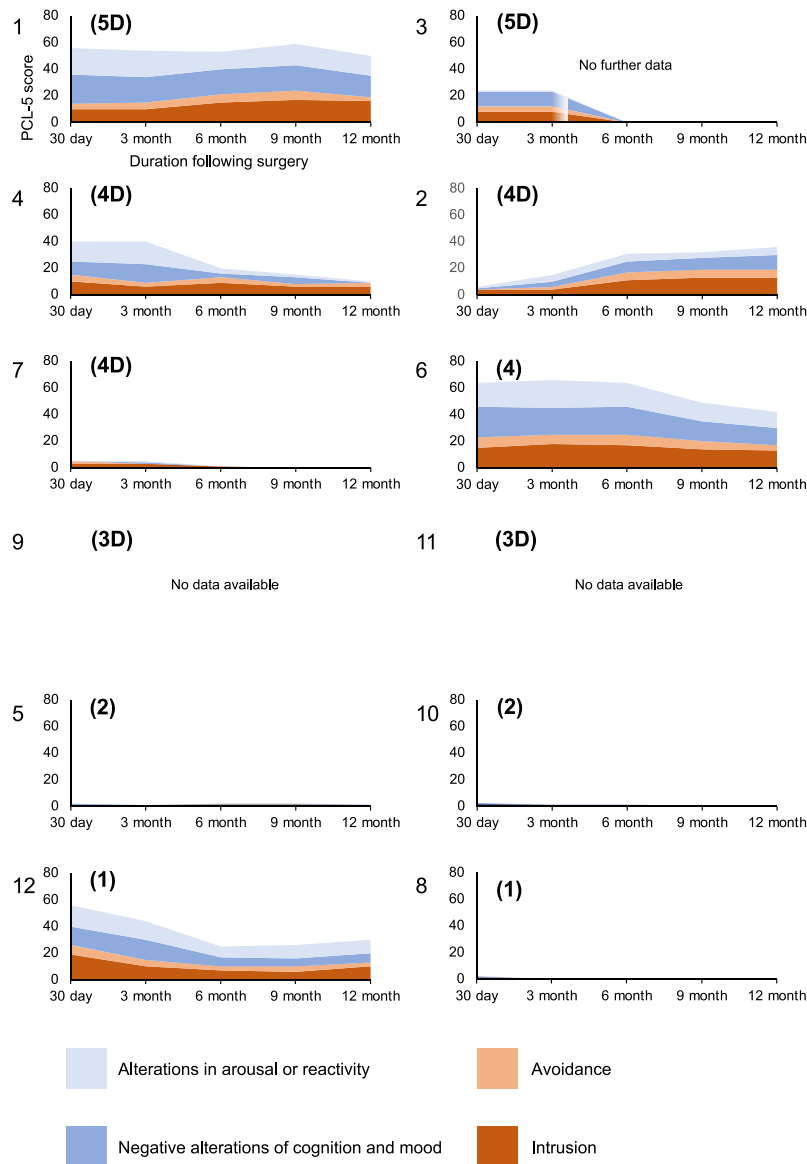 1 (5D)
80
60
40
20
0
PCL-5 score
30 day 3 month 6 month 9 month 12 month
Duration following surgery
3 (5D)
80
60
40
20
0
No further data
30 day 3 month 6 month 9 month 12 month
4 (4D)
80
60
40
20
0
30 day 3 month 6 month 9 month 12 month
2 (4D)
80
60
40
20
0
30 day 3 month 6 month 9 month 12 month
7 (4D)
80
60
40
20
0
30 day 3 month 6 month 9 month 12 month
6 (4)
80
60
40
20
0
30 day 3 month 6 month 9 month 12 month
9 (3D)
No data available
11 (3D)
No data available
5 (2)
80
60
40
20
0
30 day 3 month 6 month 9 month 12 month
10 (2)
80
60
40
20
0
30 day 3 month 6 month 9 month 12 month
12 (1)
80
60
40
20
0
30 day 3 month 6 month 9 month 12 month
8 (1)
80
60
40
20
0
30 day 3 month 6 month 9 month 12 month
Alterations in arousal or reactivity
Avoidance
Negative alterations of cognition and mood
Intrusion